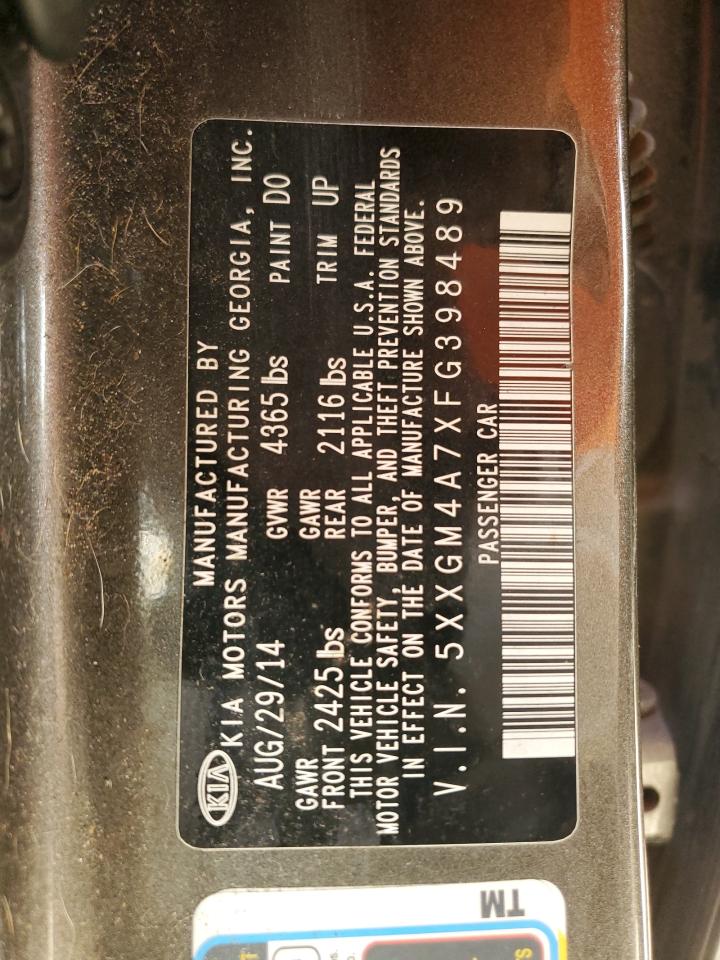 KIA
MANUFACTURED BY
KIA MOTORS MANUFACTURING GEORGIA, INC.
AUG/29/14 GVWR 4365 lbs PAINT DO
GAWR GAWR
FRONT 2425 lbs REAR 2116 lbs TRIM UP
THIS VEHICLE CONFORMS TO ALL APPLICABLE U.S.A. FEDERAL
MOTOR VEHICLE SAFETY, BUMPER, AND THEFT PREVENTION STANDARDS
IN EFFECT ON THE DATE OF MANUFACTURE SHOWN ABOVE.
V.I.N. 5XXGM4A7XFG398489
PASSENGER CAR
TM